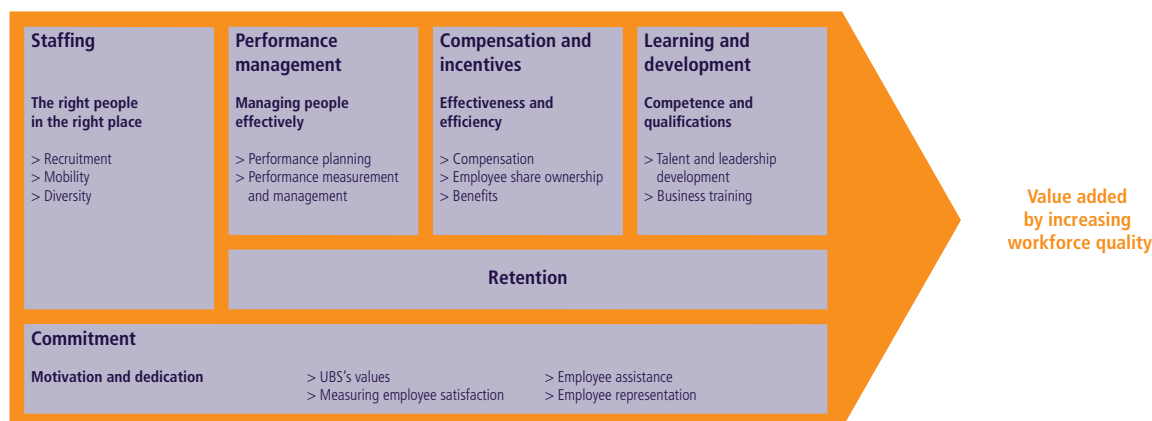 Staffing
The right people
in the right place
> Recruitment
> Mobility
> Diversity
Performance
management
Managing people
effectively
> Performance planning
> Performance measurement
and management
Compensation and
incentives
Effectiveness and
efficiency
> Compensation
> Employee share ownership
> Benefits
Learning and
development
Competence and
qualifications
> Talent and leadership
development
> Business training
Retention
Commitment
Motivation and dedication
> UBS's values
> Measuring employee satisfaction
> Employee assistance
> Employee representation
Value added
by increasing
workforce quality